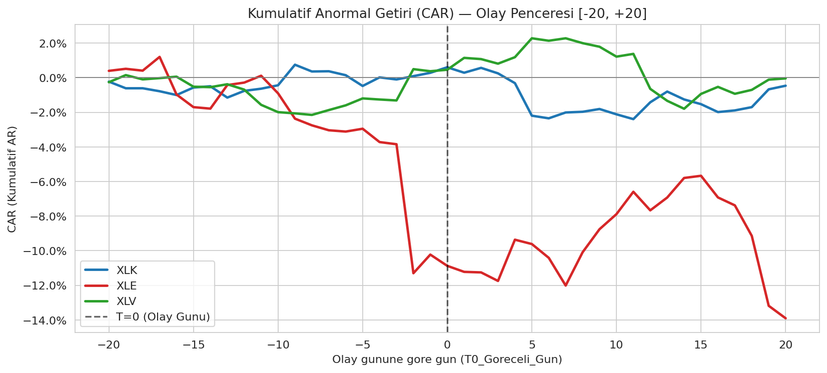 Kumulatif Anormal Getiri (CAR) — Olay Penceresi [-20, +20]
CAR (Kumulatif AR)
2.0%
0.0%
−2.0%
−4.0%
−6.0%
−8.0%
−10.0%
−12.0%
−14.0%
XLK
XLE
XLV
T=0 (Olay Gunu)
−20 −15 −10 −5 0 5 10 15 20
Olay gunune gore gun (T0_Goreceli_Gun)